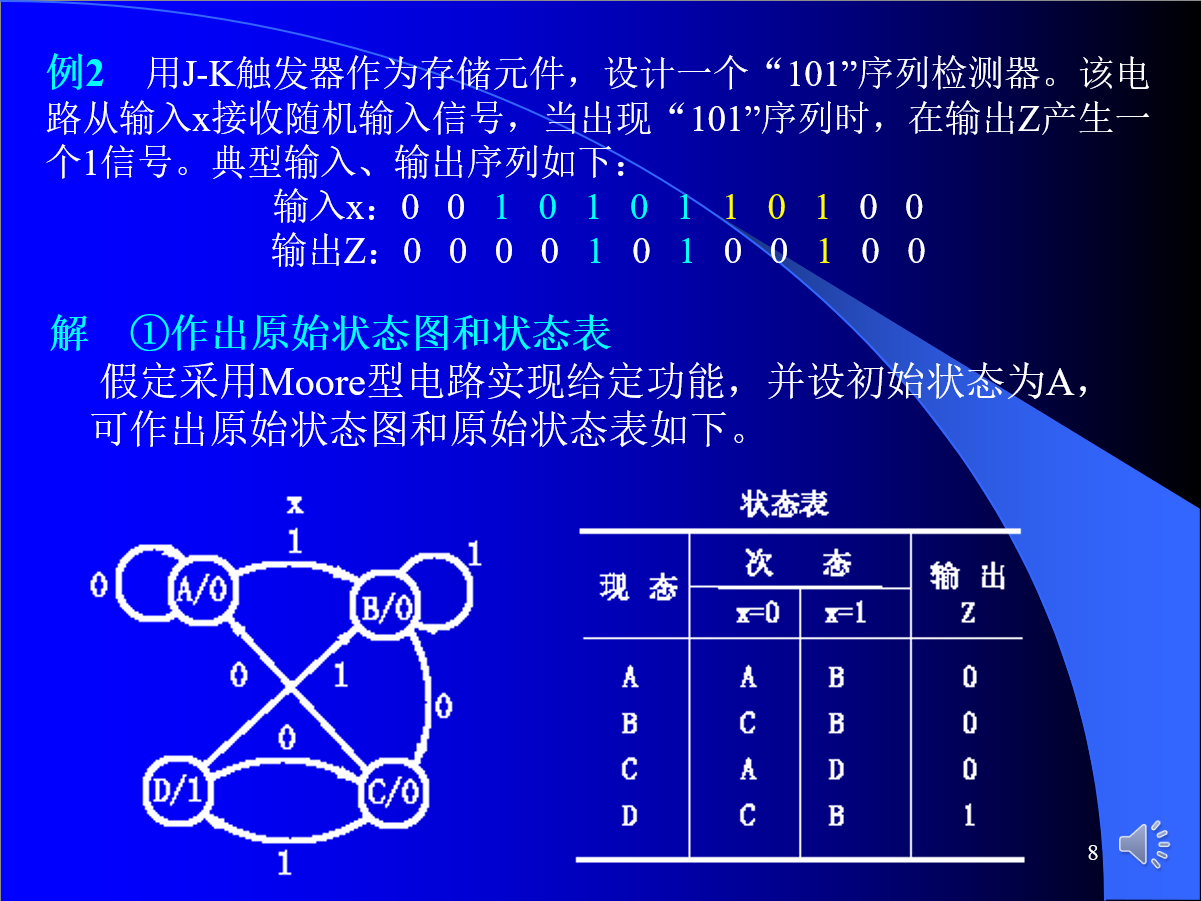 例2 用J-K触发器作为存储元件，设计一个“101”序列检测器。该电
路从输入x接收随机输入信号，当出现“101”序列时，在输出Z产生一
个1信号。典型输入、输出序列如下：
输入x：0 0 1 0 1 0 1 1 0 1 0 0
输出Z：0 0 0 0 1 0 1 0 0 1 0 0
解 ①作出原始状态图和状态表
假定采用Moore型电路实现给定功能，并设初始状态为A，
可作出原始状态图和原始状态表如下。
x
1
1
0
A/0
B/0
0
1
0
0
D/1
C/0
1
状态表
现 态
次 态
输 出
x=0
x=1
Z
A A B 0
B C B 0
C A D 0
D C B 1
8